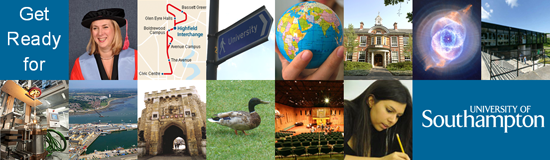 Get
Ready
for
Bassett Green
Glen Eyre Halls
Boldrewood
Campus
Highfield
Interchange
Avenue Campus
The Avenue
Civic Centre
University
UNIVERSITY OF
Southampton